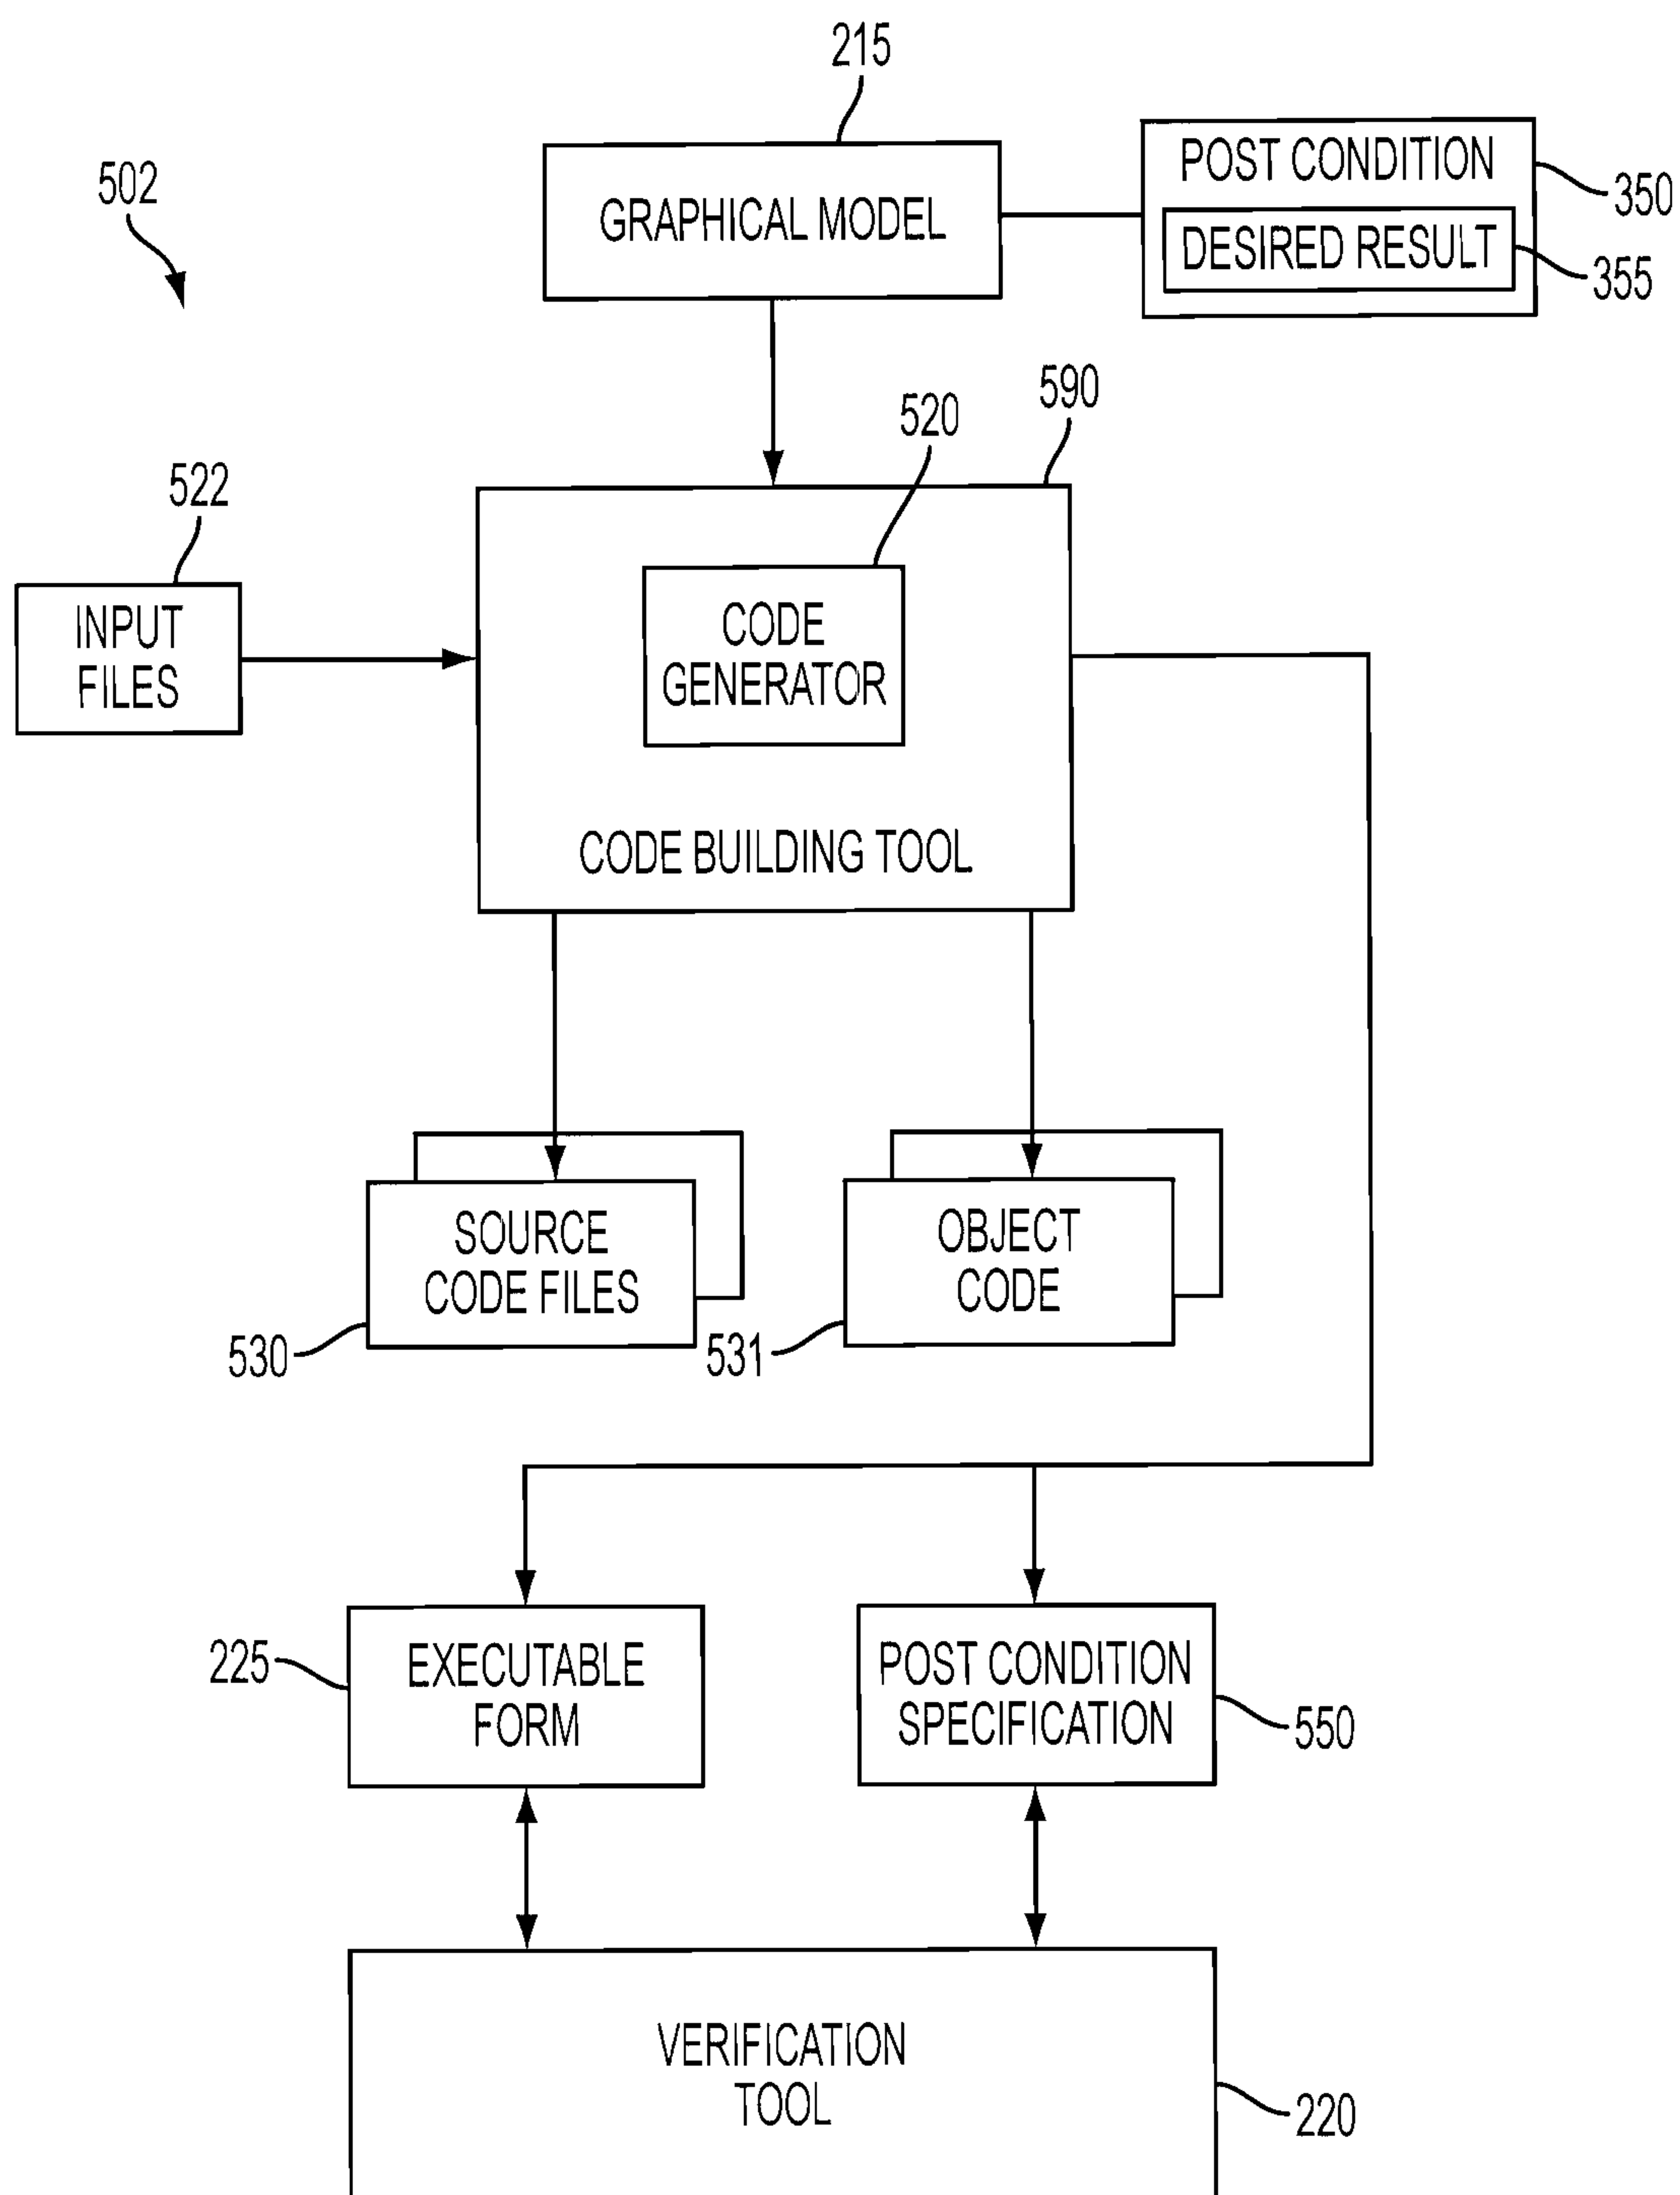 215
POST CONDITION
502
350
GRAPHICAL MODEL
DESIRED RESULT
355
590
520
522
INPUT
FILES
CODE
GENERATOR
CODE BUILDING TOOL
SOURCE
CODE FILES
OBJECT
CODE
530
531
225
EXECUTABLE
FORM
POST CONDITION
SPECIFICATION
550
VERIFICATION
TOOL
220